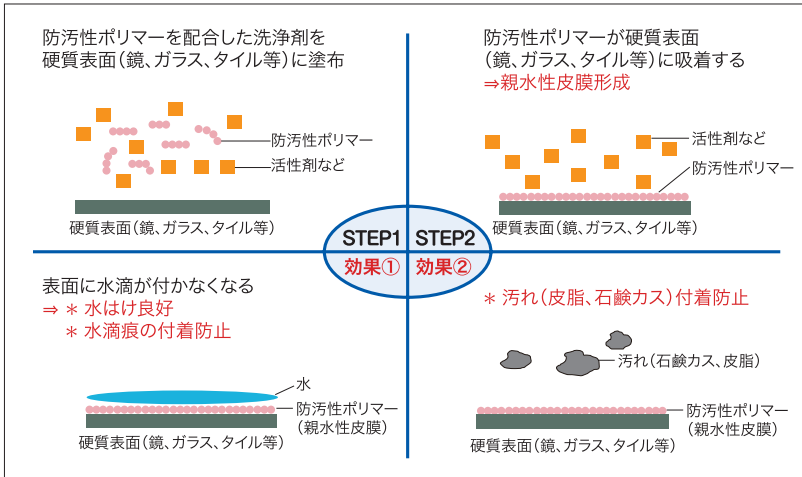 防汚性ポリマーを配合した洗浄剤を
硬質表面(鏡、ガラス、タイル等)に塗布
防汚性ポリマー
活性剤など
硬質表面(鏡、ガラス、タイル等)
STEP1
防汚性ポリマーが硬質表面
(鏡、ガラス、タイル等)に吸着する
⇒親水性皮膜形成
活性剤など
防汚性ポリマー
硬質表面(鏡、ガラス、タイル等)
STEP2
効果①
表面に水滴が付かなくなる
⇒ ＊ 水はけ良好
＊ 水滴痕の付着防止
水
防汚性ポリマー
(親水性皮膜)
硬質表面(鏡、ガラス、タイル等)
効果②
＊ 汚れ(皮脂、石鹸カス)付着防止
汚れ(石鹸カス、皮脂)
防汚性ポリマー
(親水性皮膜)
硬質表面(鏡、ガラス、タイル等)